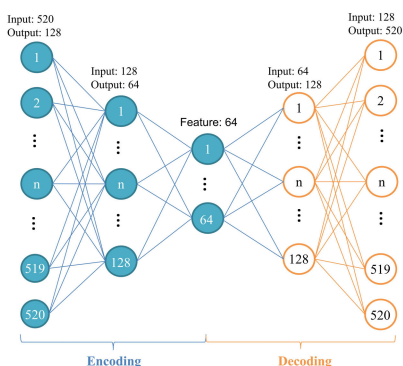 Input: 520
Output: 128
1
2
⋮
n
⋮
519
520
Input: 128
Output: 64
1
⋮
n
⋮
128
Feature: 64
1
⋮
64
Input: 64
Output: 128
1
⋮
n
⋮
128
Input: 128
Output: 520
1
2
⋮
n
⋮
519
520
Encoding
Decoding